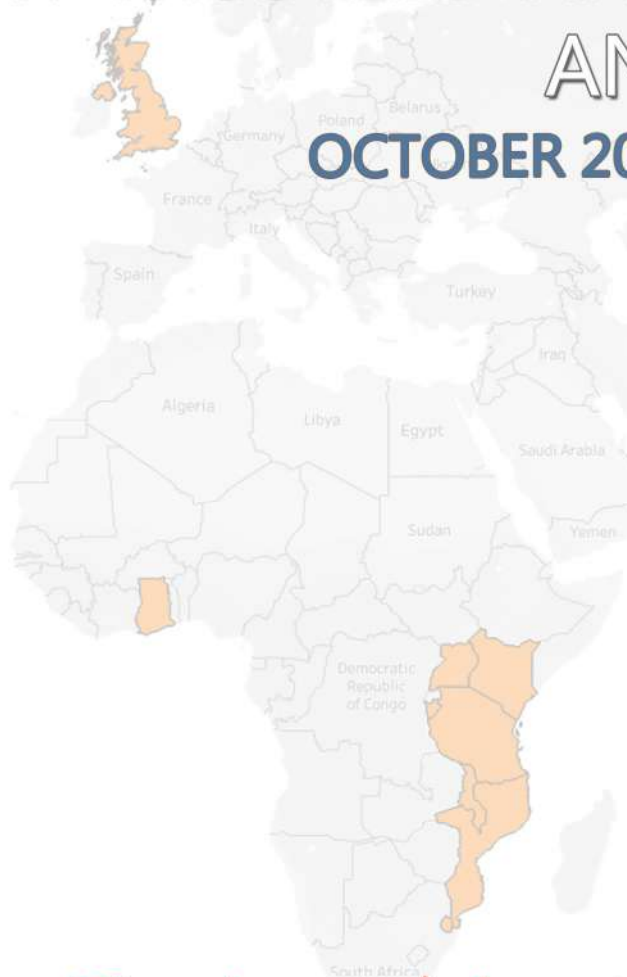 AN
OCTOBER 20
Poland
Belarus
Germany
France
Italy
Spain
Turkey
Iraq
Algeria
Libya
Egypt
Saudi Arabia
Sudan
Yemen
Democratic
Republic
of Congo
South Africa